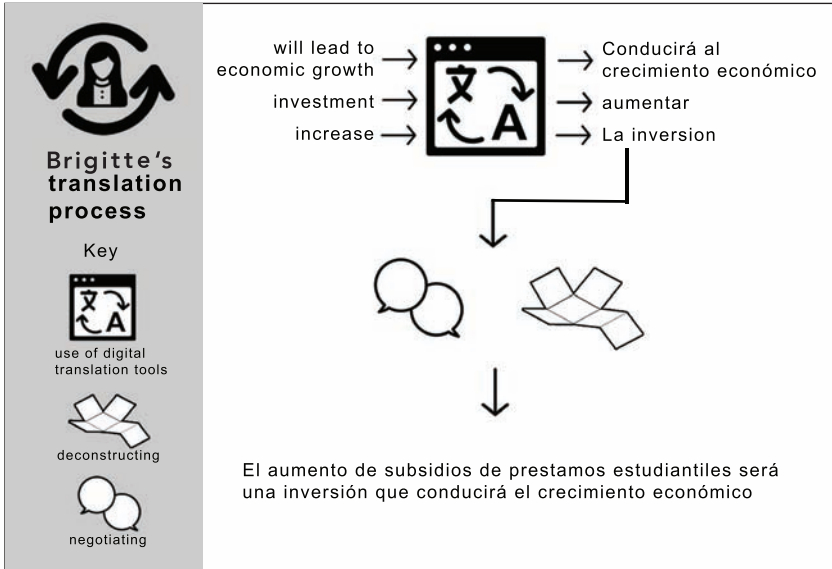 Brigitte's
translation
process
Key
use of digital
translation tools
deconstructing
negotiating
will lead to
economic growth
investment
increase
文 A
Conducirá al
crecimiento económico
aumentar
La inversion
El aumento de subsidios de prestamos estudiantiles será
una inversión que conducirá el crecimiento económico